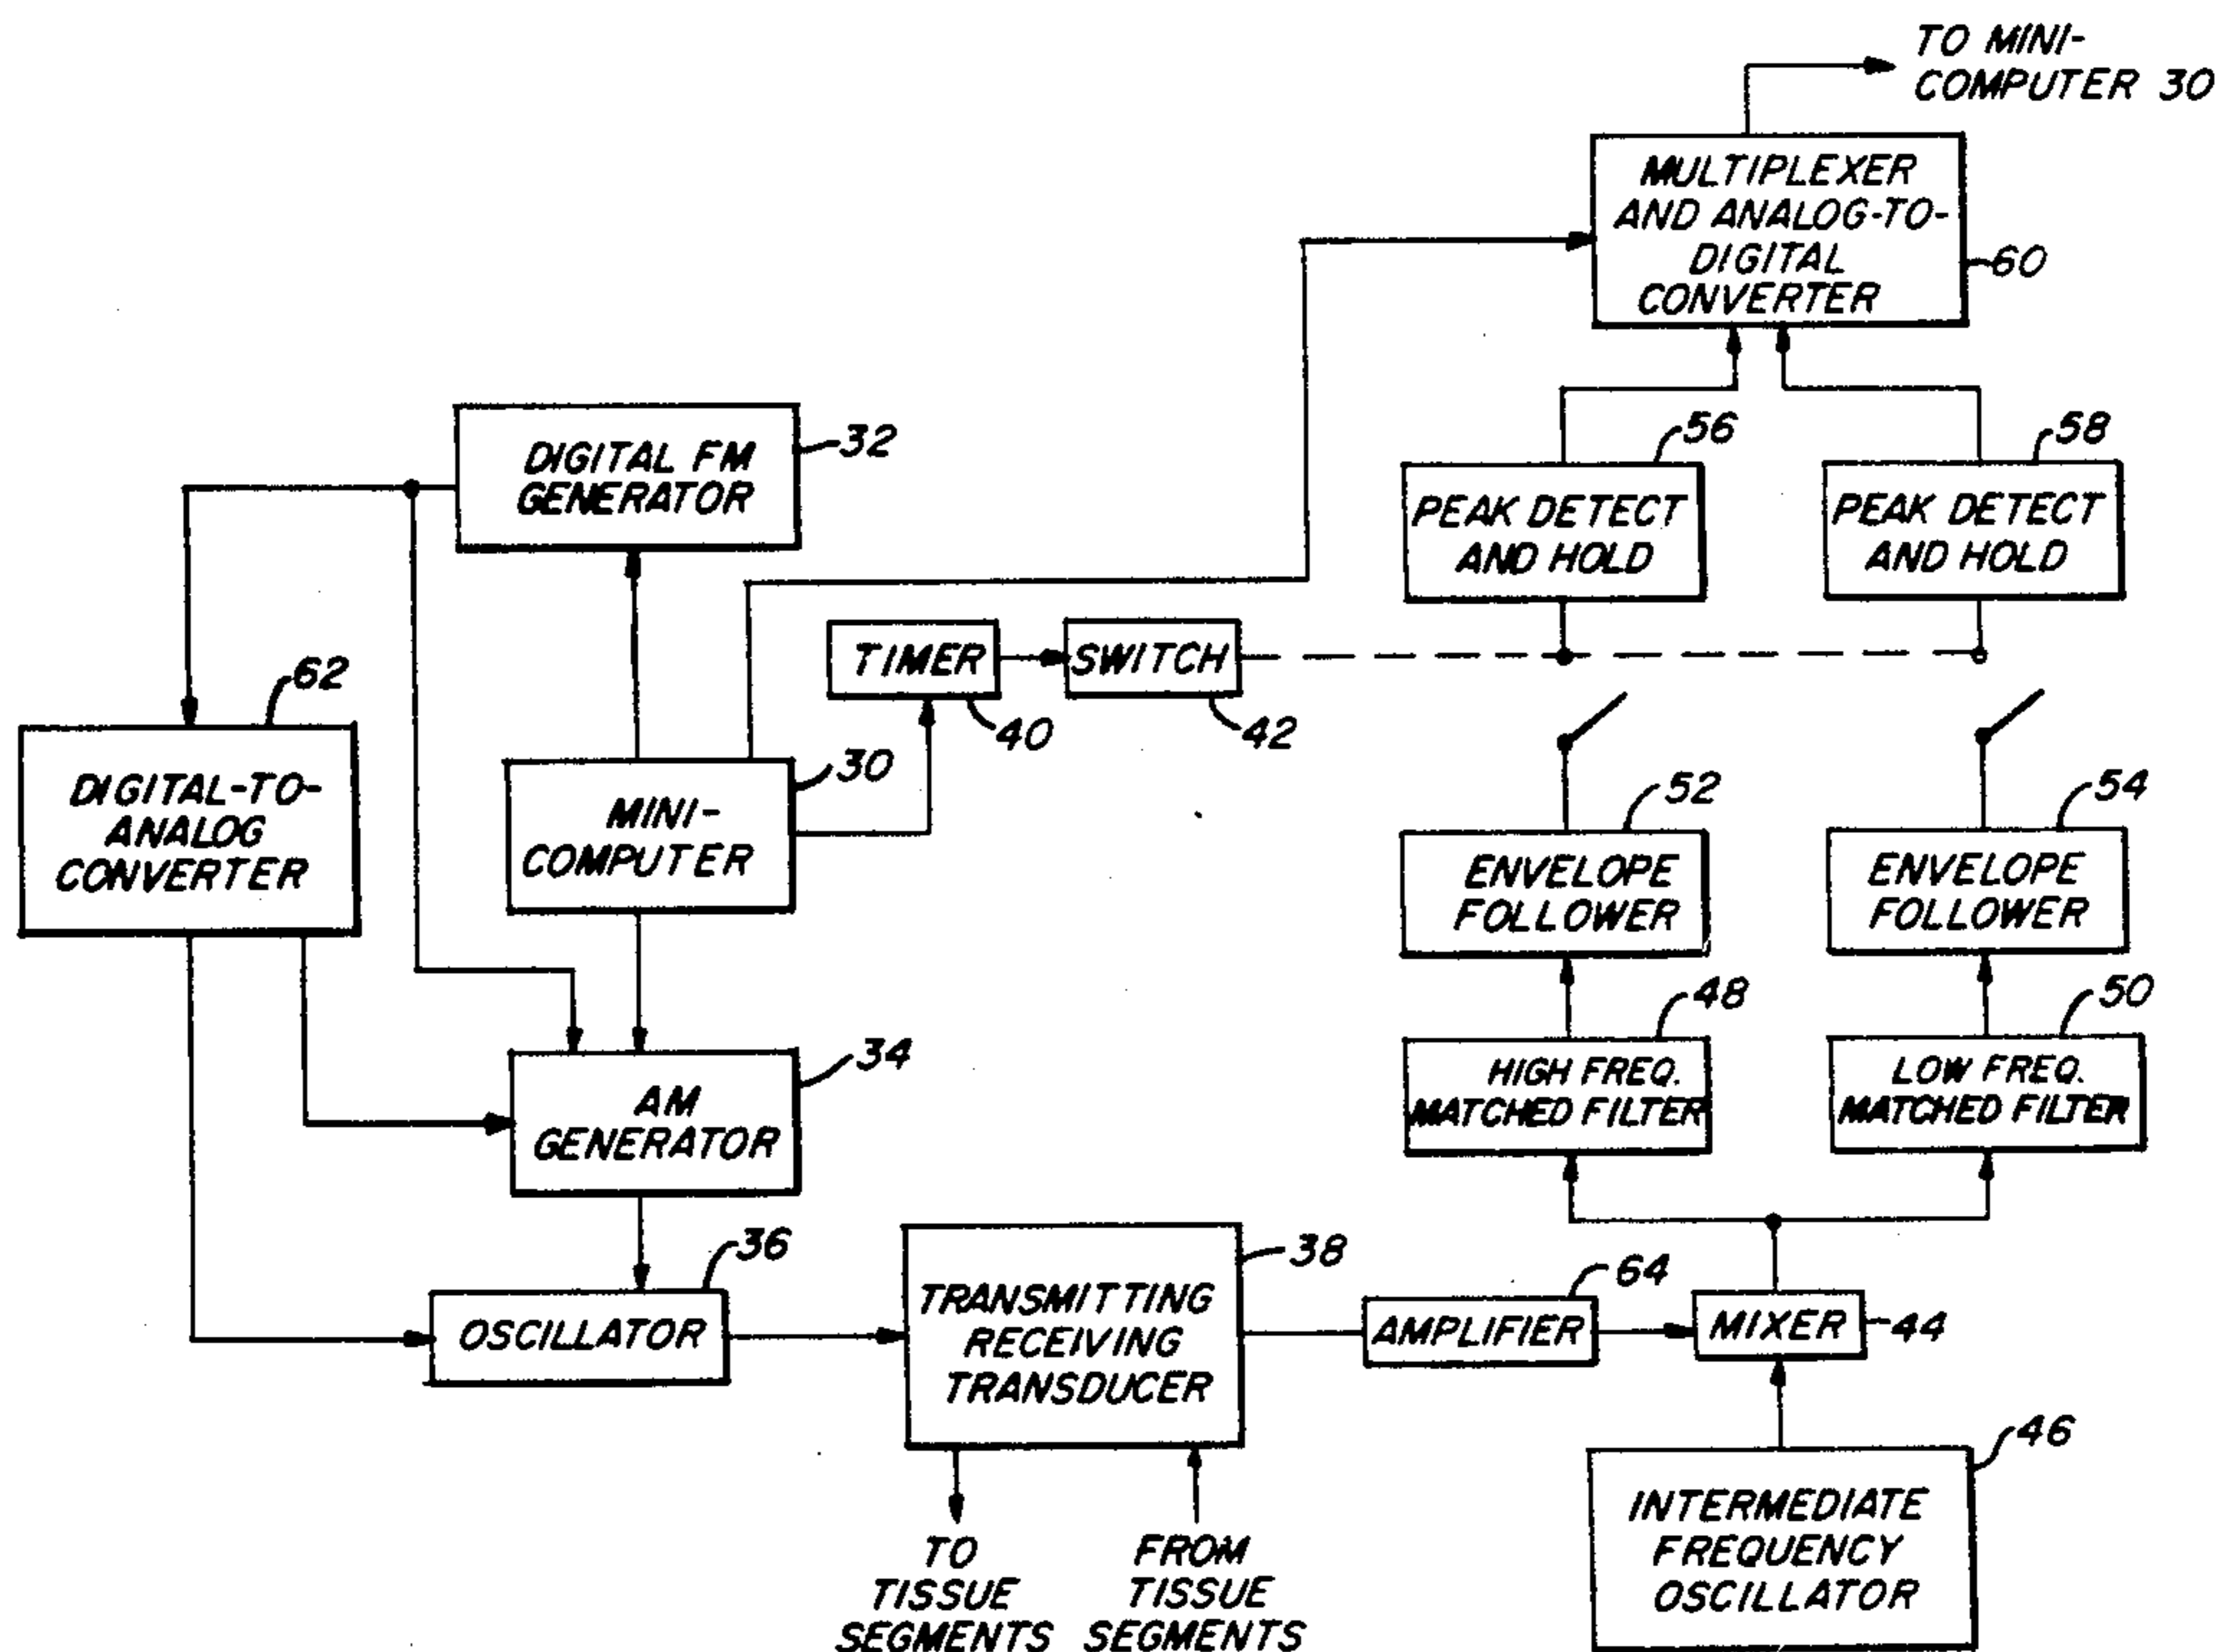 TO MINI-
COMPUTER 30
MULTIPLEXER
AND ANALOG-TO-
DIGITAL
CONVERTER
60
DIGITAL FM
GENERATOR
32
PEAK DETECT
AND HOLD
56
PEAK DETECT
AND HOLD
58
TIMER
40
SWITCH
42
62
DIGITAL-TO-
ANALOG
CONVERTER
30
MINI-
COMPUTER
52
ENVELOPE
FOLLOWER
54
ENVELOPE
FOLLOWER
48
HIGH FREQ.
MATCHED FILTER
50
LOW FREQ.
MATCHED FILTER
34
AM
GENERATOR
36
OSCILLATOR
38
TRANSMITTING
RECEIVING
TRANSDUCER
64
AMPLIFIER
MIXER
44
46
INTERMEDIATE
FREQUENCY
OSCILLATOR
TO
TISSUE
SEGMENTS
FROM
TISSUE
SEGMENTS